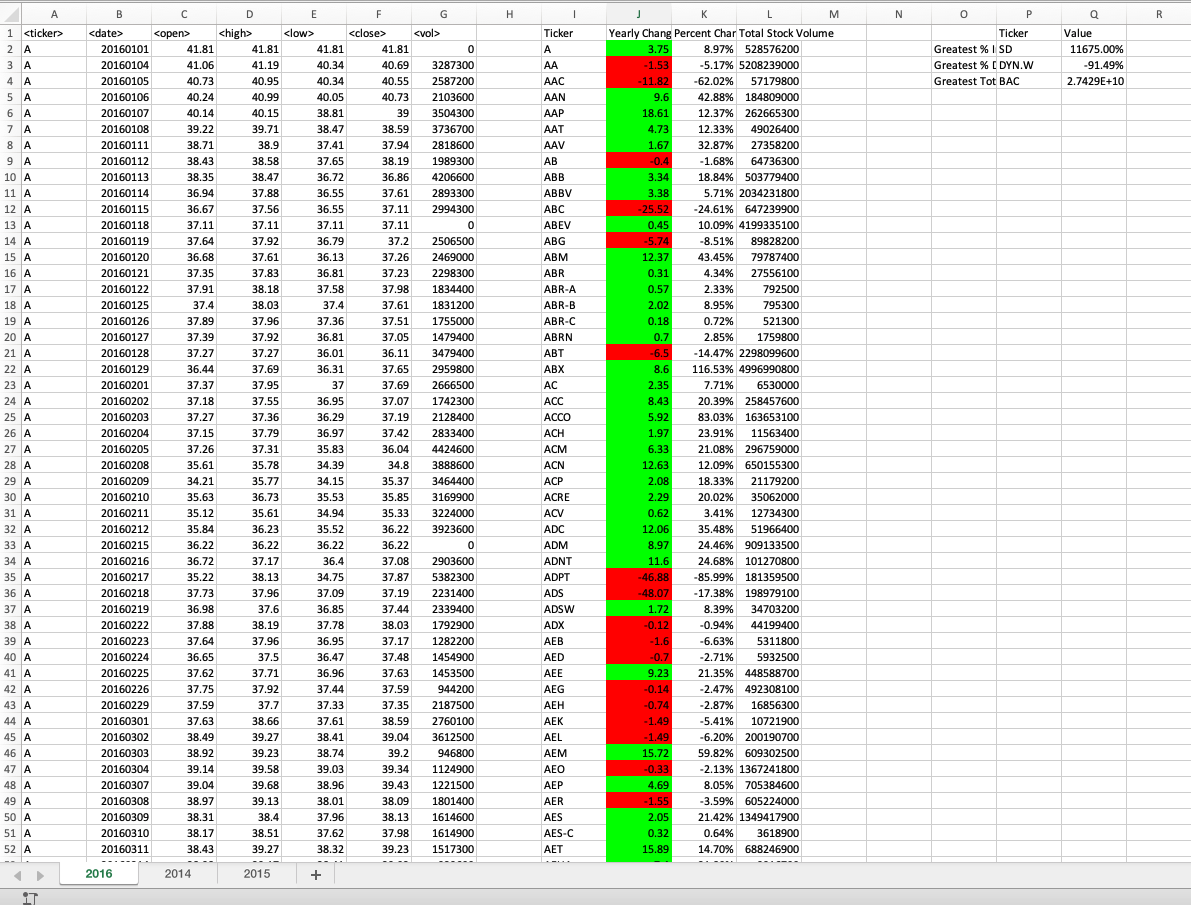 A B C D E F G H I J K L M N O P Q R
1 <ticker> <date> <open> <high> <low> <close> <vol> Ticker Yearly Chang Percent Char Total Stock Volume Ticker Value
2 A 20160101 41.81 41.81 41.81 41.81 0 A 3.75 8.97% 528576200 Greatest % I SD 11675.00%
3 A 20160104 41.06 41.19 40.34 40.69 3287300 AA -1.53 -5.17% 5208239000 Greatest % D DYN.W -91.49%
4 A 20160105 40.73 40.95 40.34 40.55 2587200 AAC -11.82 -62.02% 57179800 Greatest Tot BAC 2.7429E+10
5 A 20160106 40.24 40.99 40.05 40.73 2103600 AAN 9.6 42.88% 184809000
6 A 20160107 40.14 40.15 38.81 39 3504300 AAP 18.61 12.37% 262665300
7 A 20160108 39.22 39.71 38.47 38.59 3736700 AAT 4.73 12.33% 49026400
8 A 20160111 38.71 38.9 37.41 37.94 2818600 AAV 1.67 32.87% 27358200
9 A 20160112 38.43 38.58 37.65 38.19 1989300 AB -0.4 -1.68% 64736300
10 A 20160113 38.35 38.47 36.72 36.86 4206600 ABB 3.34 18.84% 503779400
11 A 20160114 36.94 37.88 36.55 37.61 2893300 ABBV 3.38 5.71% 2034231800
12 A 20160115 36.67 37.56 36.55 37.11 2994300 ABC -25.52 -24.61% 647239900
13 A 20160118 37.11 37.11 37.11 37.11 0 ABEV 0.45 10.09% 4199335100
14 A 20160119 37.64 37.92 36.79 37.2 2506500 ABG -5.74 -8.51% 89828200
15 A 20160120 36.68 37.61 36.13 37.26 2469000 ABM 12.37 43.45% 79787400
16 A 20160121 37.35 37.83 36.81 37.23 2298300 ABR 0.31 4.34% 27556100
17 A 20160122 37.91 38.18 37.58 37.98 1834400 ABR-A 0.57 2.33% 792500
18 A 20160125 37.4 38.03 37.4 37.61 1831200 ABR-B 2.02 8.95% 795300
19 A 20160126 37.89 37.96 37.36 37.51 1755000 ABR-C 0.18 0.72% 521300
20 A 20160127 37.39 37.92 36.81 37.05 1479400 ABRN 0.7 2.85% 1759800
21 A 20160128 37.27 37.27 36.01 36.11 3479400 ABT -6.5 -14.47% 2298099600
22 A 20160129 36.44 37.69 36.31 37.65 2959800 ABX 8.6 116.53% 4996990800
23 A 20160201 37.37 37.95 37 37.69 2666500 AC 2.35 7.71% 6530000
24 A 20160202 37.18 37.55 36.95 37.07 1742300 ACC 8.43 20.39% 258457600
25 A 20160203 37.27 37.36 36.29 37.19 2128400 ACCO 5.92 83.03% 163653100
26 A 20160204 37.15 37.79 36.97 37.42 2833400 ACH 1.97 23.91% 11563400
27 A 20160205 37.26 37.31 35.83 36.04 4424600 ACM 6.33 21.08% 296759000
28 A 20160208 35.61 35.78 34.39 34.8 3888600 ACN 12.63 12.09% 650155300
29 A 20160209 34.21 35.77 34.15 35.37 3464400 ACP 2.08 18.33% 21179200
30 A 20160210 35.63 36.73 35.53 35.85 3169900 ACRE 2.29 20.02% 35062000
31 A 20160211 35.12 35.61 34.94 35.33 3224000 ACV 0.62 3.41% 12734300
32 A 20160212 35.84 36.23 35.52 36.22 3923600 ADC 12.06 35.48% 51966400
33 A 20160215 36.22 36.22 36.22 36.22 0 ADM 8.97 24.46% 909133500
34 A 20160216 36.72 37.17 36.4 37.08 2903600 ADNT 11.6 24.68% 101270800
35 A 20160217 35.22 38.13 34.75 37.87 5382300 ADPT -46.88 -85.99% 181359500
36 A 20160218 37.73 37.96 37.09 37.19 2231400 ADS -48.07 -17.38% 198979100
37 A 20160219 36.98 37.6 36.85 37.44 2339400 ADSW 1.72 8.39% 34703200
38 A 20160222 37.88 38.19 37.78 38.03 1792900 ADX -0.12 -0.94% 44199400
39 A 20160223 37.64 37.96 36.95 37.17 1282200 AEB -1.6 -6.63% 5311800
40 A 20160224 36.65 37.5 36.47 37.48 1454900 AED -0.7 -2.71% 5932500
41 A 20160225 37.62 37.71 36.96 37.63 1453500 AEE 9.23 21.35% 448588700
42 A 20160226 37.75 37.92 37.44 37.59 944200 AEG -0.14 -2.47% 492308100
43 A 20160229 37.59 37.7 37.33 37.35 2187500 AEH -0.74 -2.87% 16856300
44 A 20160301 37.63 38.66 37.61 38.59 2760100 AEK -1.49 -5.41% 10721900
45 A 20160302 38.49 39.27 38.41 39.04 3612500 AEL -1.49 -6.20% 200190700
46 A 20160303 38.92 39.23 38.74 39.2 946800 AEM 15.72 59.82% 609302500
47 A 20160304 39.14 39.58 39.03 39.34 1124900 AEO -0.33 -2.13% 1367241800
48 A 20160307 39.04 39.68 38.96 39.43 1221500 AEP 4.69 8.05% 705384600
49 A 20160308 38.97 39.13 38.01 38.09 1801400 AER -1.55 -3.59% 605224000
50 A 20160309 38.31 38.4 37.96 38.13 1614600 AES 2.05 21.42% 1349417900
51 A 20160310 38.17 38.51 37.62 37.98 1614900 AES-C 0.32 0.64% 3618900
52 A 20160311 38.43 39.27 38.32 39.23 1517300 AET 15.89 14.70% 688246900
2016 2014 2015 +